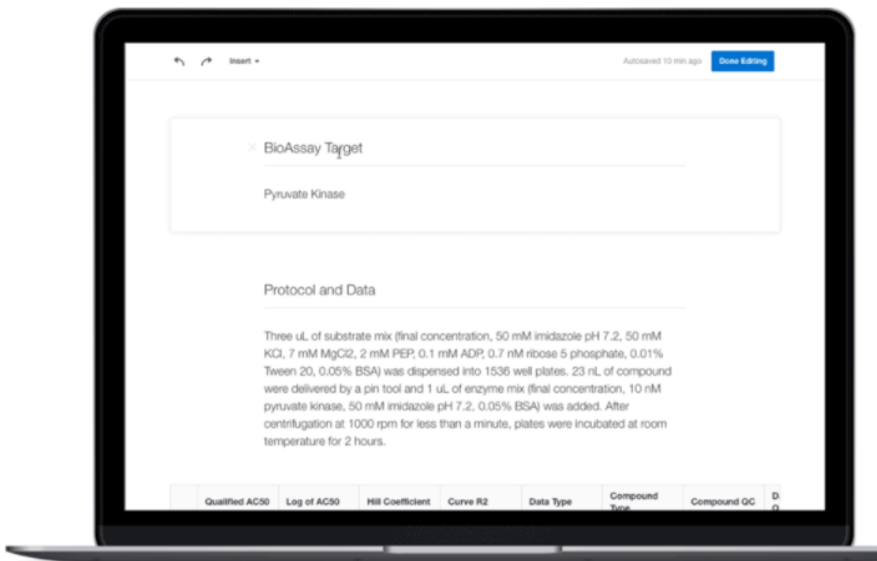 Insert
Autosaved 10 min ago
Done Editing
BioAssay Target
Pyruvate Kinase
Protocol and Data
Three uL of substrate mix (final concentration, 50 mM imidazole pH 7.2, 50 mM
KCl, 7 mM MgCl2, 2 mM PEP, 0.1 mM ADP, 0.7 nM ribose 5 phosphate, 0.01%
Tween 20, 0.05% BSA) was dispensed into 1536 well plates. 23 nL of compound
were delivered by a pin tool and 1 uL of enzyme mix (final concentration, 10 nM
pyruvate kinase, 50 mM imidazole pH 7.2, 0.05% BSA) was added. After
centrifugation at 1000 rpm for less than a minute, plates were incubated at room
temperature for 2 hours.
Qualified AC50 Log of AC50 Hill Coefficient Curve R2 Data Type Compound Type Compound QC